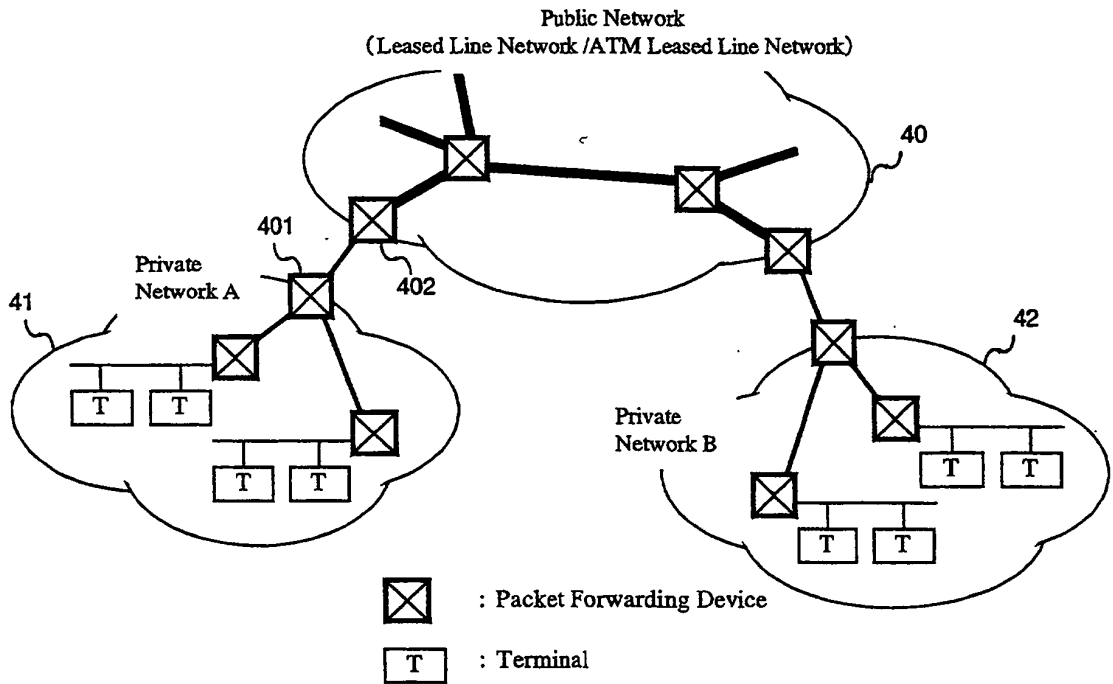 Public Network
(Leased Line Network /ATM Leased Line Network)
40
401
402
Private
Network A
41
42
T T
T T
Private
Network B
T T
T T
: Packet Forwarding Device
T : Terminal